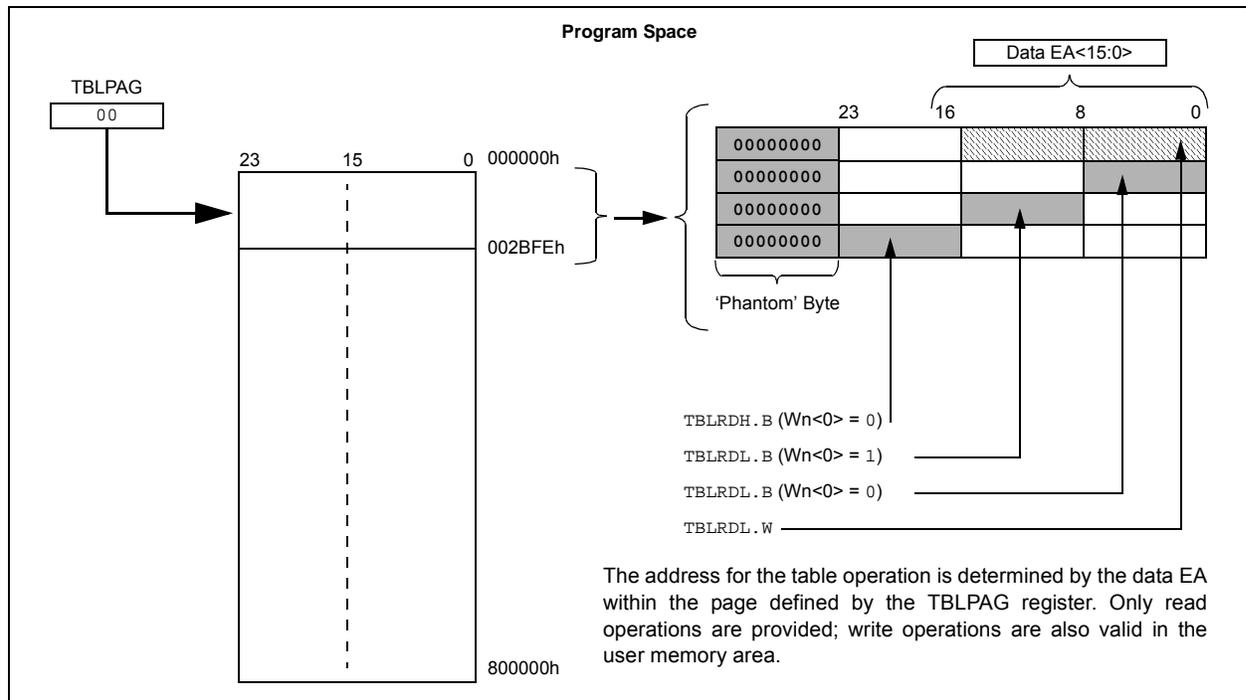 Program Space
Data EA<15:0>
TBLPAG
00
23 16 8 0
23 15 0 000000h
00000000
00000000
00000000
00000000
002BFEh
‘Phantom’ Byte
TBLRDH.B (Wn<0> = 0)
TBLRDL.B (Wn<0> = 1)
TBLRDL.B (Wn<0> = 0)
TBLRDL.W
The address for the table operation is determined by the data EA
within the page defined by the TBLPAG register. Only read
operations are provided; write operations are also valid in the
user memory area.
800000h